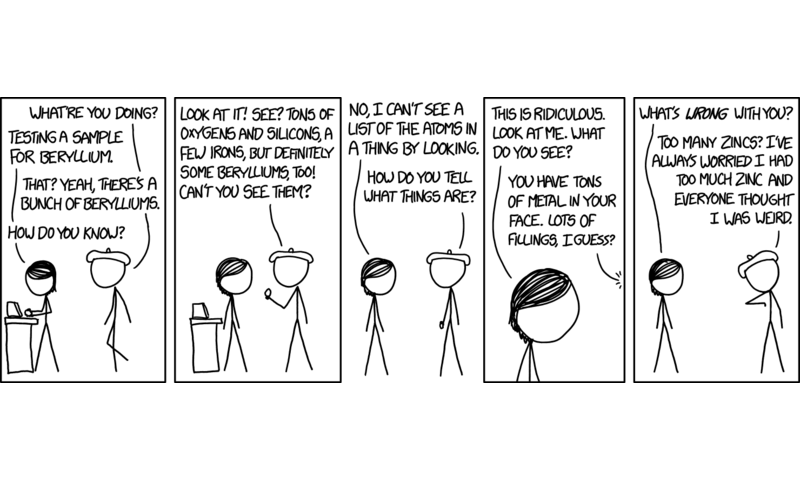 WHAT'RE YOU DOING?
TESTING A SAMPLE
FOR BERYLLIUM.
THAT? YEAH, THERE'S A
BUNCH OF BERYLLIUMS.
HOW DO YOU KNOW?
LOOK AT IT! SEE? TONS OF
OXYGENS AND SILICONS, A
FEW IRONS, BUT DEFINITELY
SOME BERYLLIUMS, TOO!
CAN'T YOU SEE THEM?
NO, I CAN'T SEE A
LIST OF THE ATOMS IN
A THING BY LOOKING.
HOW DO YOU TELL
WHAT THINGS ARE?
THIS IS RIDICULOUS.
LOOK AT ME. WHAT
DO YOU SEE?
YOU HAVE TONS
OF METAL IN YOUR
FACE. LOTS OF
FILLINGS, I GUESS?
WHAT'S WRONG WITH YOU?
TOO MANY ZINCS? I'VE
ALWAYS WORRIED I HAD
TOO MUCH ZINC AND
EVERYONE THOUGHT
I WAS WEIRD.